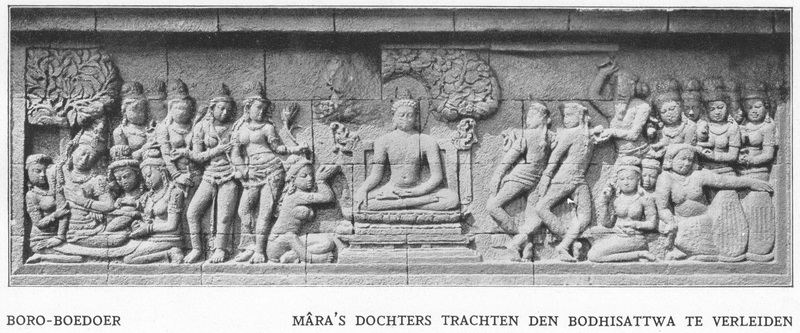 BORO-BOEDOER
MÂRA'S DOCHTERS TRACHTEN DEN BODHISATTWA TE VERLEIDEN